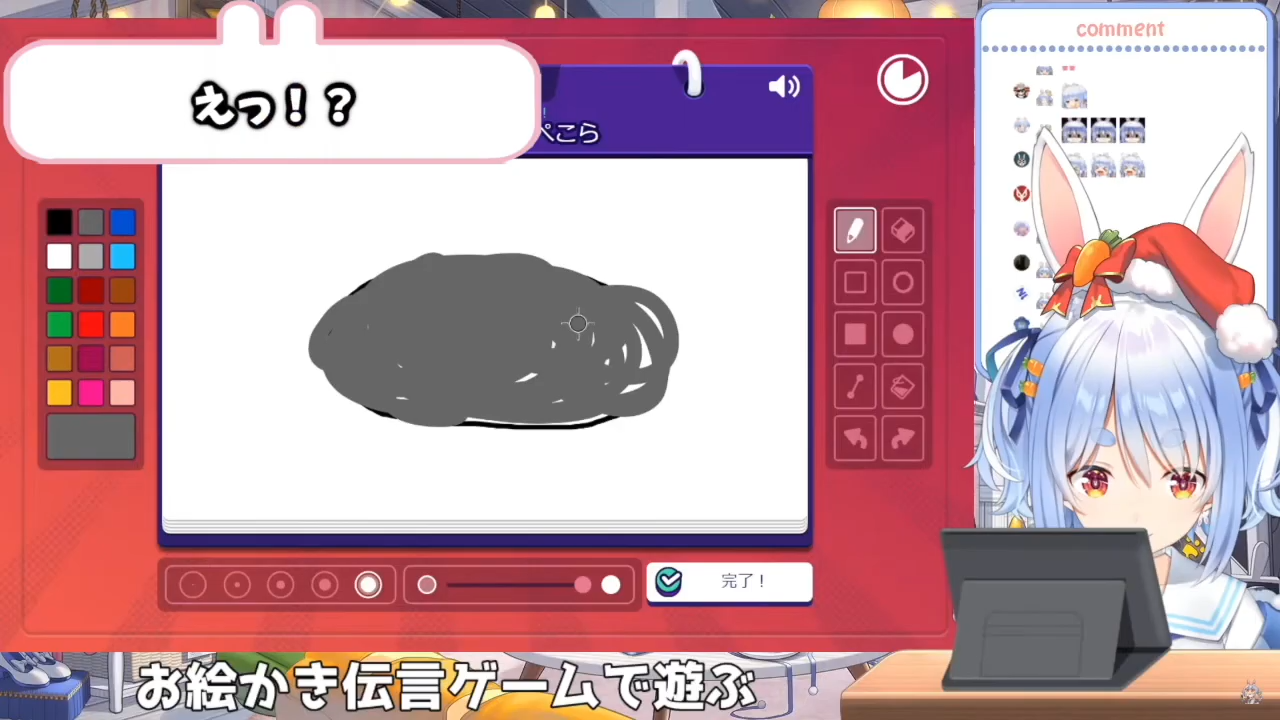 comment
えっ！？
ぺこら
完了！
お絵かき伝言ゲームで遊ぶ